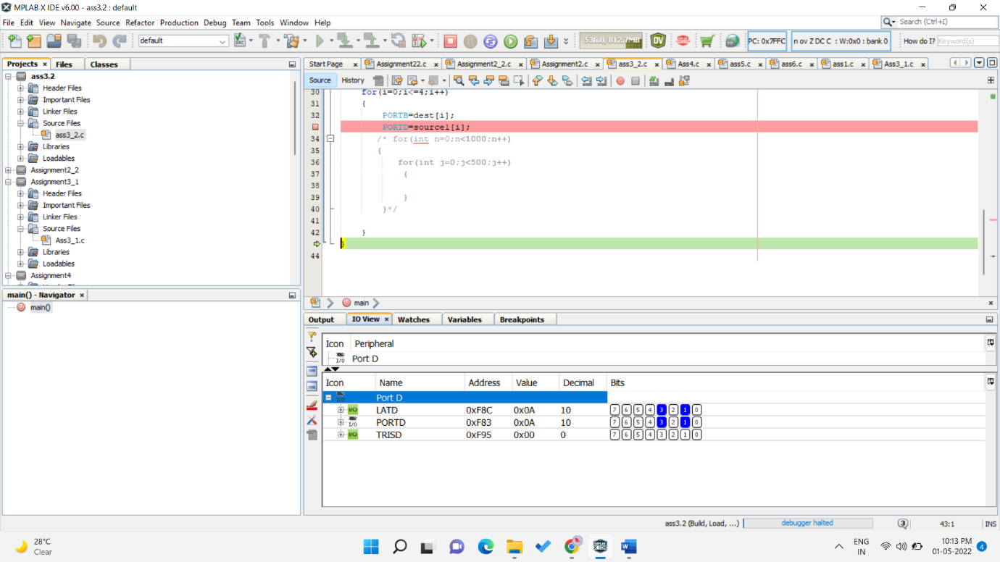 MPLAB X IDE v6.00 - ass3.2 : default
File Edit View Navigate Source Refactor Production Debug Team Tools Window Help
Search (Ctrl+I)
default
536.8/812.7MB
PC: 0x7FFC
n ov Z DC C : W:0x0 : bank 0
How do I? Keyword(s)
Projects Files Classes
ass3.2
Header Files
Important Files
Linker Files
Source Files
ass3_2.c
Libraries
Loadables
Assignment2_2
Assignment3_1
Header Files
Important Files
Linker Files
Source Files
Ass3_1.c
Libraries
Loadables
Assignment4
main() - Navigator
main()
Start Page Assignment22.c Assignment2_2.c Assignment2.c ass3_2.c Ass4.c ass5.c ass6.c ass1.c Ass3_1.c
Source History
30 for(i=0;i<=4;i++)
31 {
32 PORTB=dest[i];
PORTD=source1[i];
34 /* for(int n=0;n<1000;n++)
35 {
36 for(int j=0;j<500;j++)
37 {
38
39 }
40 }*/
41
42 }
}
44
main
Output IO View Watches Variables Breakpoints
Icon Peripheral
I/O Port D
Icon Name Address Value Decimal Bits
I/O Port D
I/O LATD 0xF8C 0x0A 10 7 6 5 4 3 2 1 0
I/O PORTD 0xF83 0x0A 10 7 6 5 4 3 2 1 0
I/O TRISD 0xF95 0x00 0 7 6 5 4 3 2 1 0
ass3.2 (Build, Load, ...) debugger halted 3 43:1 INS
28°C
Clear
ENG
IN
10:13 PM
01-05-2022
4